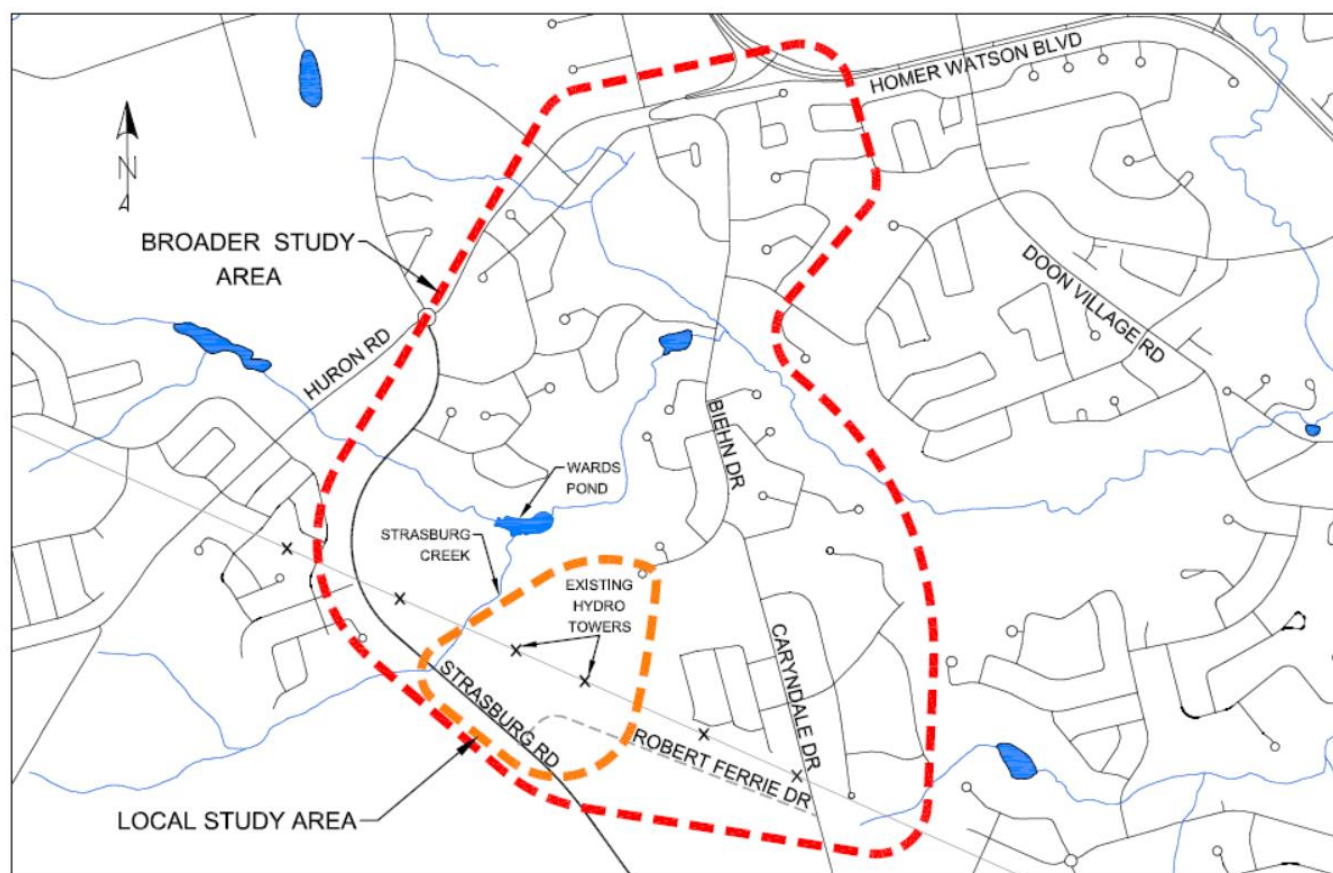 HOMER WATSON BLVD
N
BROADER STUDY
AREA
HURON RD
DOON VILLAGE RD
BIEHN DR
WARDS
POND
STRASBURG
CREEK
EXISTING
HYDRO
TOWERS
CARYNDALE DR
STRASBURG RD
ROBERT FERRIE DR
LOCAL STUDY AREA